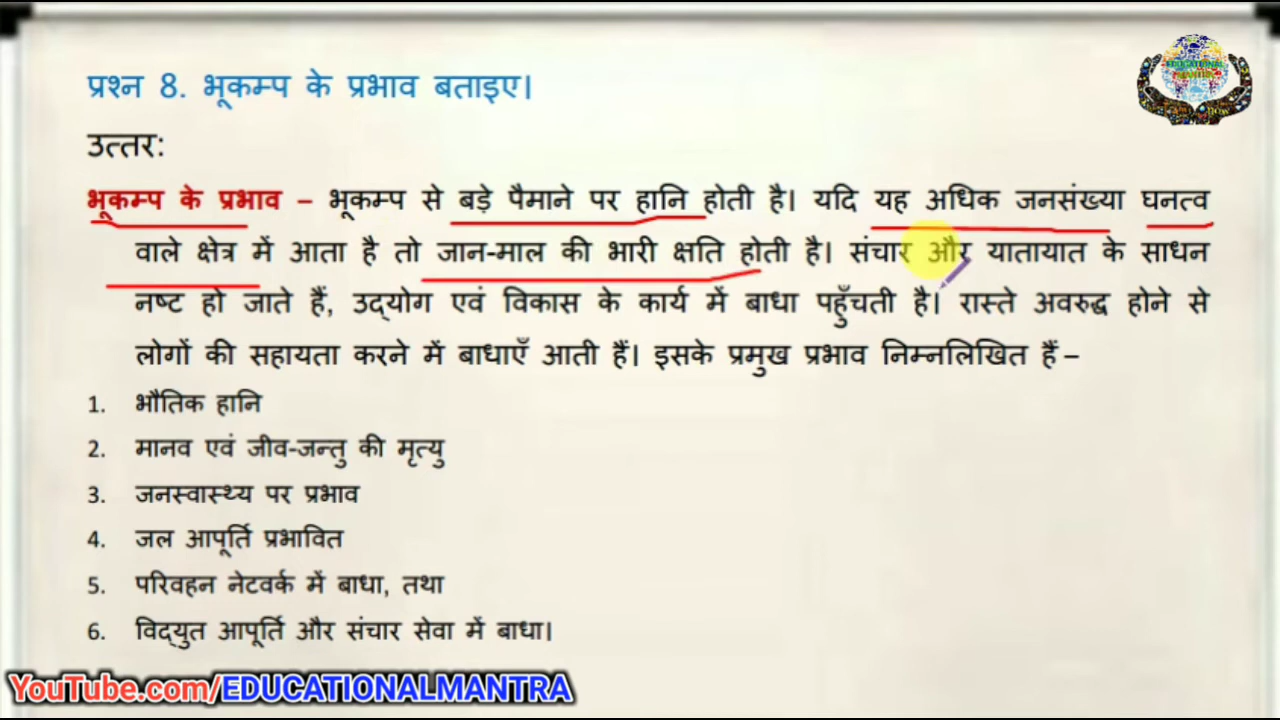 प्रश्न 8. भूकम्प के प्रभाव बताइए।
EDUCATIONAL
MANTRA
उत्तर:
भूकम्प के प्रभाव – भूकम्प से बड़े पैमाने पर हानि होती है। यदि यह अधिक जनसंख्या घनत्व
वाले क्षेत्र में आता है तो जान-माल की भारी क्षति होती है। संचार और यातायात के साधन
नष्ट हो जाते हैं, उद्योग एवं विकास के कार्य में बाधा पहुँचती है। रास्ते अवरुद्ध होने से
लोगों की सहायता करने में बाधाएँ आती हैं। इसके प्रमुख प्रभाव निम्नलिखित हैं –
1. भौतिक हानि
2. मानव एवं जीव-जन्तु की मृत्यु
3. जनस्वास्थ्य पर प्रभाव
4. जल आपूर्ति प्रभावित
5. परिवहन नेटवर्क में बाधा, तथा
6. विद्युत आपूर्ति और संचार सेवा में बाधा।
YouTube.com/EDUCATIONALMANTRA